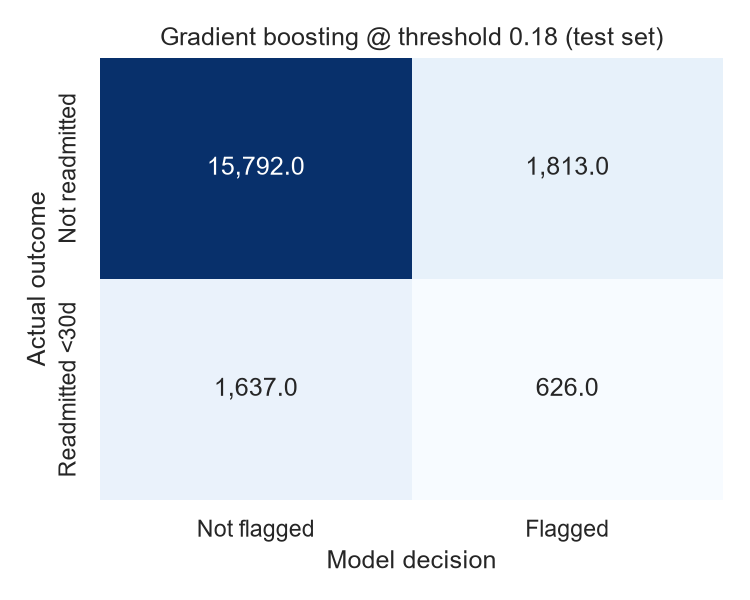 Gradient boosting @ threshold 0.18 (test set)
Actual outcome
Not readmitted
15,792.0
1,813.0
Readmitted <30d
1,637.0
626.0
Not flagged
Flagged
Model decision